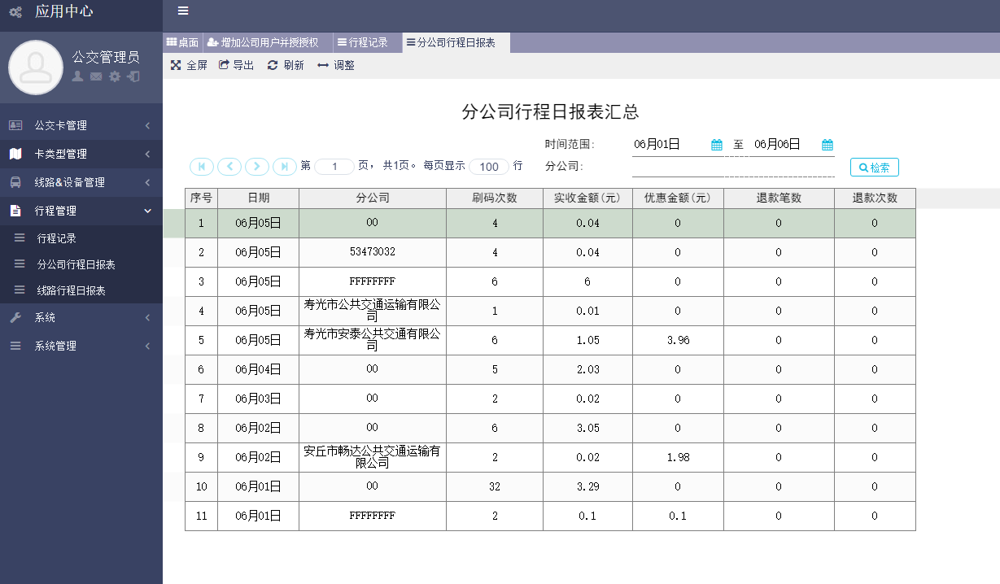 应用中心
公交管理员
公交卡管理
卡类型管理
线路&设备管理
行程管理
行程记录
分公司行程日报表
线路行程日报表
系统
系统管理
桌面 增加公司用户并授授权 行程记录 分公司行程日报表
全屏 导出 刷新 调整
分公司行程日报表汇总
时间范围: 06月01日 至 06月06日
第 1 页, 共1页。 每页显示 100 行
分公司: 检索
序号 日期 分公司 刷码次数 实收金额(元) 优惠金额(元) 退款笔数 退款次数
1 06月05日 00 4 0.04 0 0 0
2 06月05日 53473032 4 0.04 0 0 0
3 06月05日 FFFFFFFF 6 6 0 0 0
4 06月05日 寿光市公共交通运输有限公 1 0.01 0 0 0
司
5 06月05日 寿光市安泰公共交通有限公 6 1.05 3.96 0 0
司
6 06月04日 00 5 2.03 0 0 0
7 06月03日 00 2 0.02 0 0 0
8 06月02日 00 6 3.05 0 0 0
9 06月02日 安丘市畅达公共交通运输有 2 0.02 1.98 0 0
限公司
10 06月01日 00 32 3.29 0 0 0
11 06月01日 FFFFFFFF 2 0.1 0.1 0 0